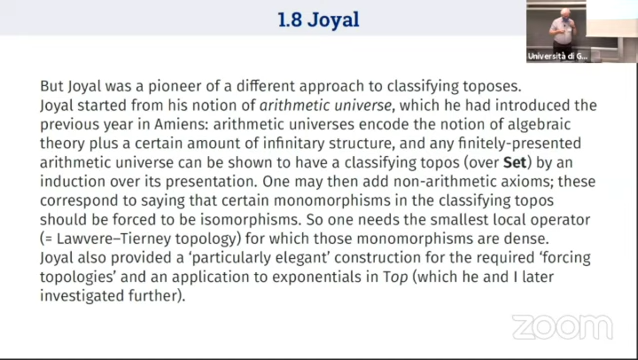 1.8 Joyal
Università di G...
But Joyal was a pioneer of a different approach to classifying toposes.
Joyal started from his notion of arithmetic universe, which he had introduced the
previous year in Amiens: arithmetic universes encode the notion of algebraic
theory plus a certain amount of infinitary structure, and any finitely-presented
arithmetic universe can be shown to have a classifying topos (over Set) by an
induction over its presentation. One may then add non-arithmetic axioms; these
correspond to saying that certain monomorphisms in the classifying topos
should be forced to be isomorphisms. So one needs the smallest local operator
(= Lawvere–Tierney topology) for which those monomorphisms are dense.
Joyal also provided a ‘particularly elegant’ construction for the required ‘forcing
topologies’ and an application to exponentials in Top (which he and I later
investigated further).
zoom